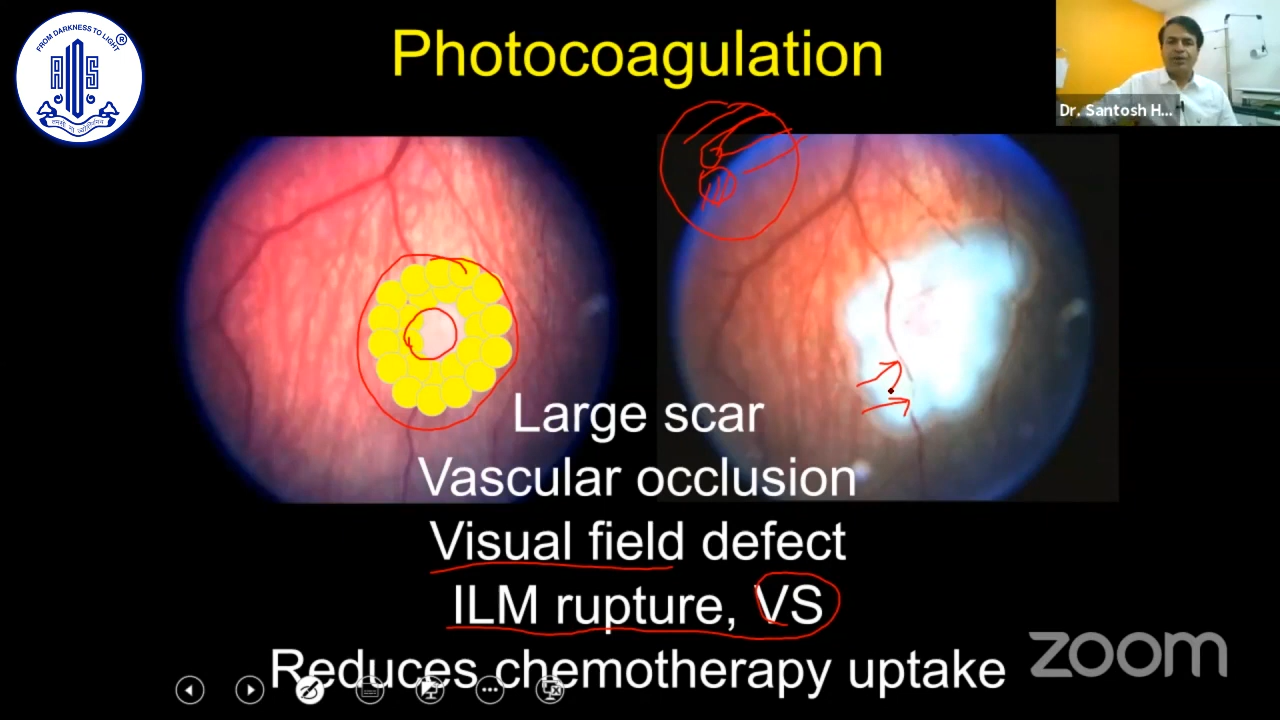 FROM DARKNESS TO LIGHT
®
Photocoagulation
Dr. Santosh H...
Large scar
Vascular occlusion
Visual field defect
ILM rupture, VS
Reduces chemotherapy uptake
zoom